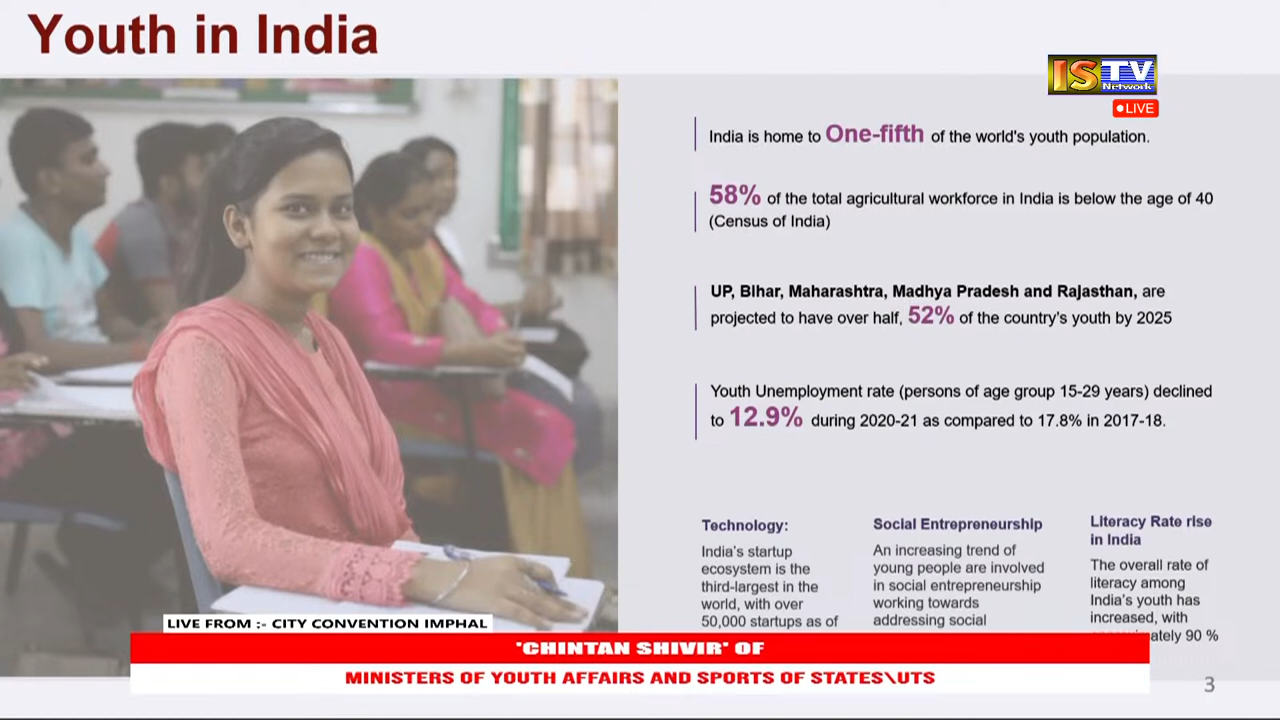 Youth in India
IS TV
Network
LIVE
India is home to One-fifth of the world's youth population.
58% of the total agricultural workforce in India is below the age of 40
(Census of India)
UP, Bihar, Maharashtra, Madhya Pradesh and Rajasthan, are
projected to have over half, 52% of the country's youth by 2025
Youth Unemployment rate (persons of age group 15-29 years) declined
to 12.9% during 2020-21 as compared to 17.8% in 2017-18.
Technology:
India's startup
ecosystem is the
third-largest in the
world, with over
50,000 startups as of
Social Entrepreneurship
An increasing trend of
young people are involved
in social entrepreneurship
working towards
addressing social
Literacy Rate rise
in India
The overall rate of
literacy among
India's youth has
increased, with
90 %
LIVE FROM :- CITY CONVENTION IMPHAL
'CHINTAN SHIVIR' OF
MINISTERS OF YOUTH AFFAIRS AND SPORTS OF STATES\UTS
3